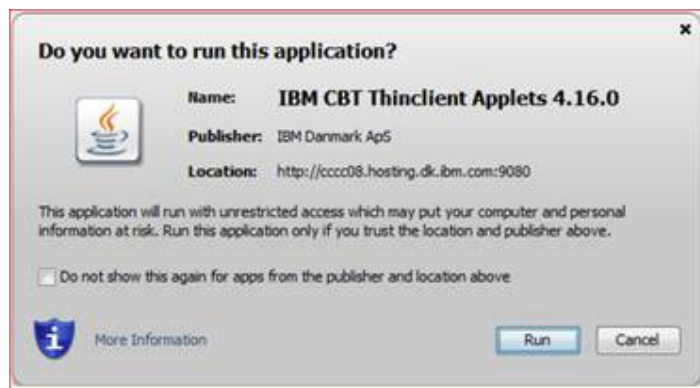 Do you want to run this application?
Name: IBM CBT Thinclient Applets 4.16.0
Publisher: IBM Danmark ApS
Location: http://cccc08.hosting.dk.ibm.com:9080
This application will run with unrestricted access which may put your computer and personal
information at risk. Run this application only if you trust the location and publisher above.
Do not show this again for apps from the publisher and location above
More Information
Run
Cancel